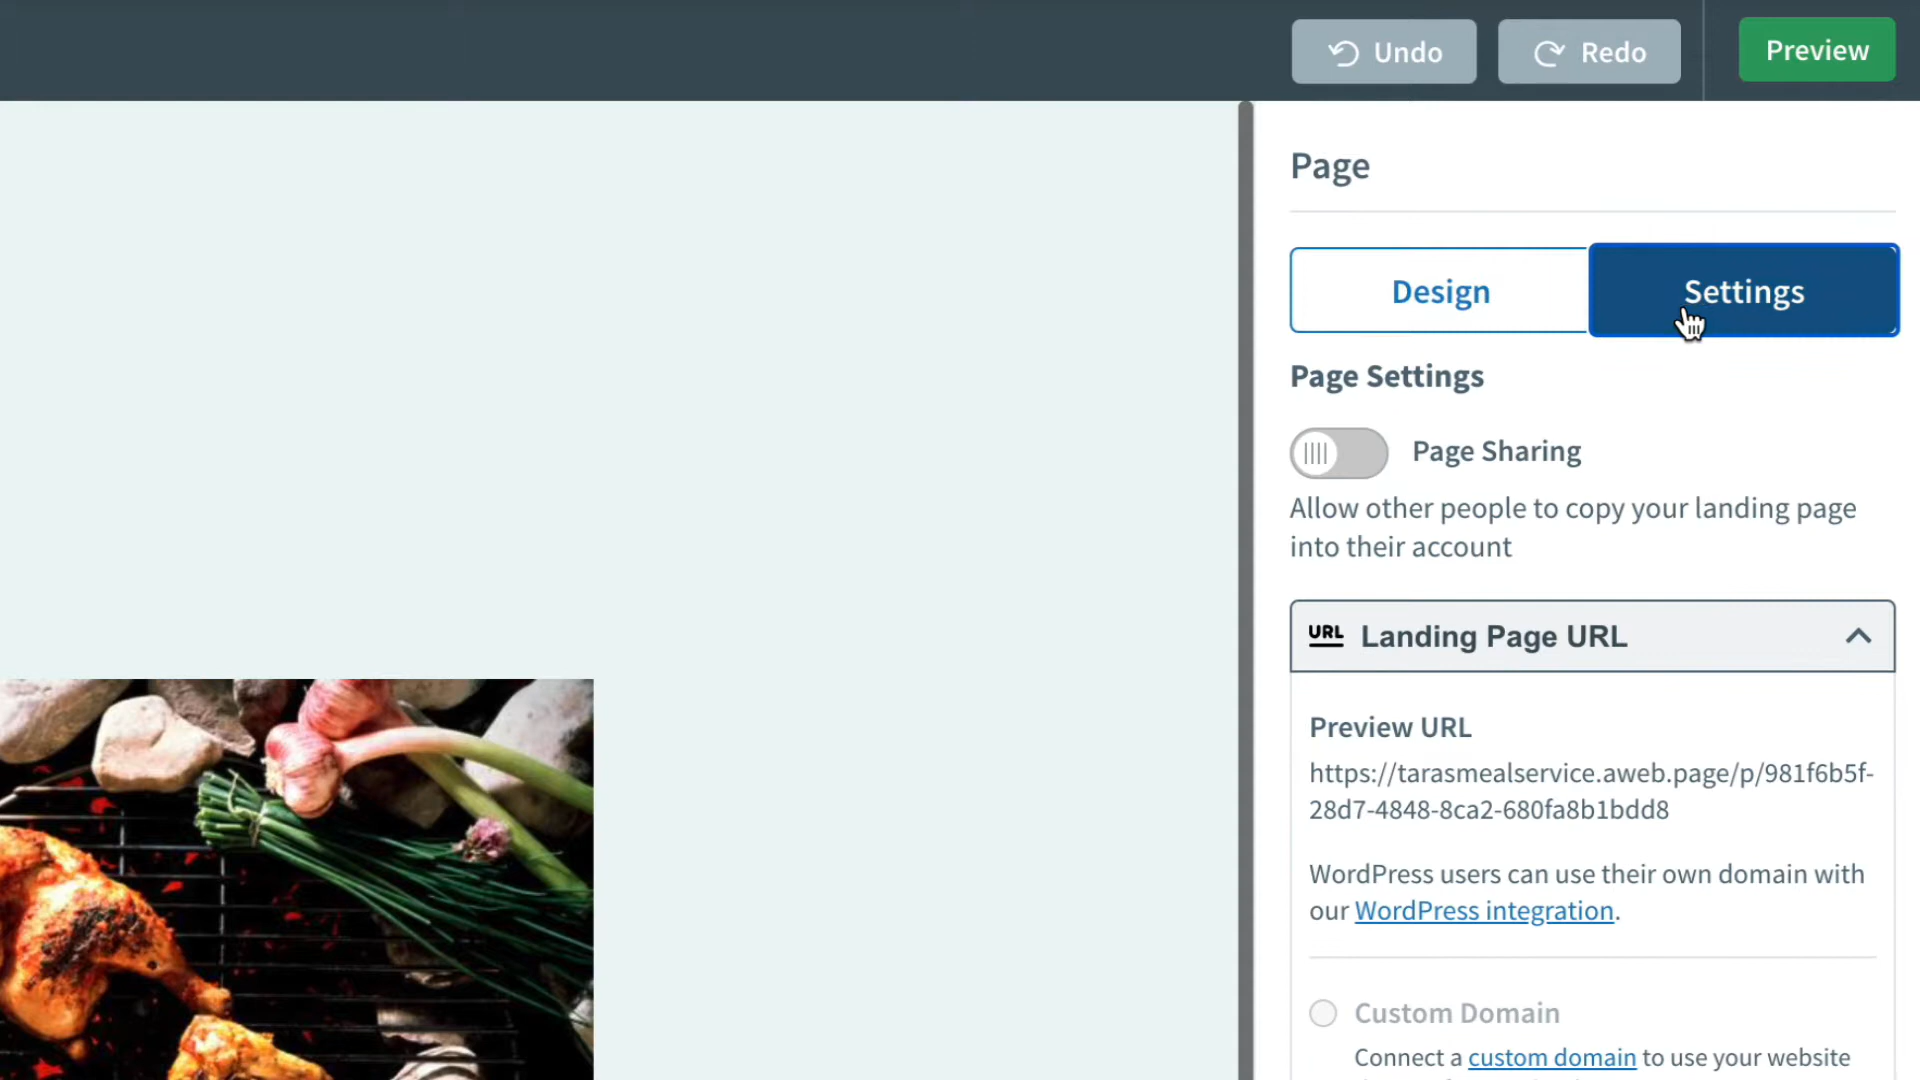 Undo
Redo
Preview
Page
Design
Settings
Page Settings
Page Sharing
Allow other people to copy your landing page
into their account
URL Landing Page URL
Preview URL
https://tarasmealservice.aweb.page/p/981f6b5f-
28d7-4848-8ca2-680fa8b1bdd8
WordPress users can use their own domain with
our WordPress integration.
Custom Domain
Connect a custom domain to use your website